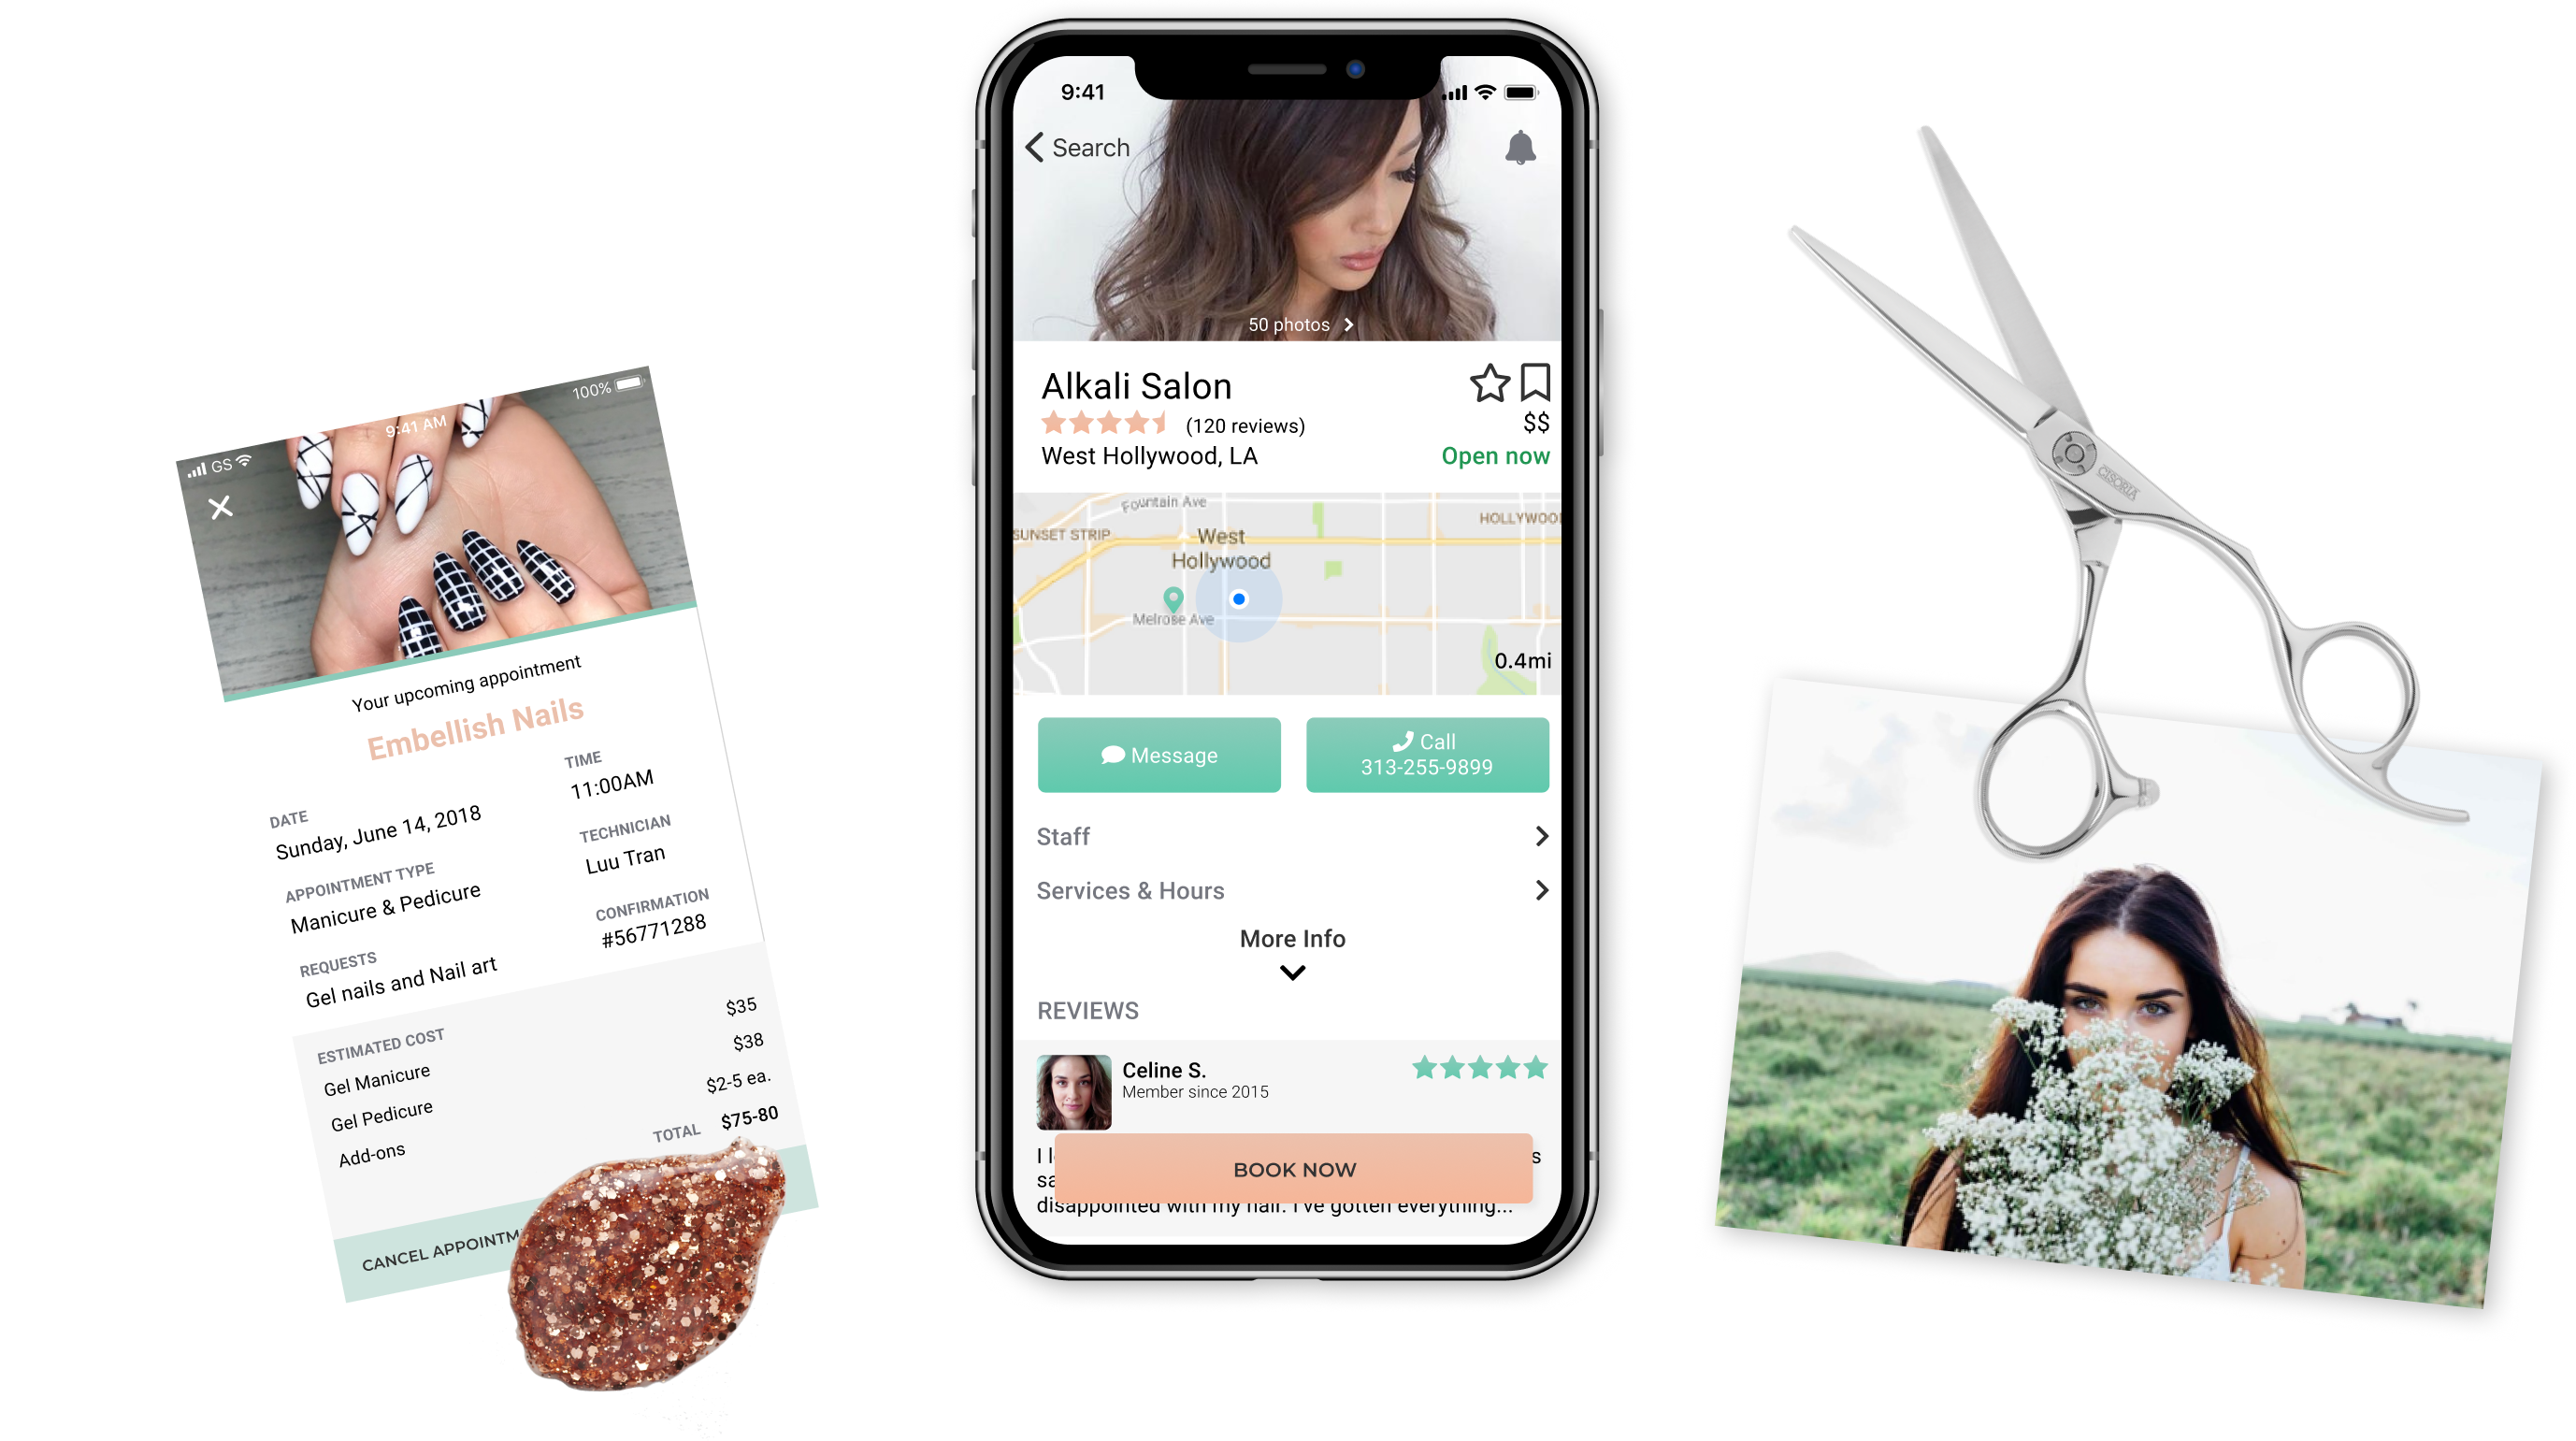 100%
9:41 AM
GS
Your upcoming appointment
Embellish Nails
DATE
Sunday, June 14, 2018
TIME
11:00AM
APPOINTMENT TYPE
Manicure & Pedicure
TECHNICIAN
Luu Tran
REQUESTS
Gel nails and Nail art
CONFIRMATION
#56771288
ESTIMATED COST
Gel Manicure $35
Gel Pedicure $38
Add-ons $2-5 ea.
TOTAL $75-80
CANCEL
9:41
Search
50 photos
Alkali Salon
(120 reviews)
$$
West Hollywood, LA
Open now
Fountain Ave
HOLLYWOO
SUNSET STRIP
West
Hollywood
Melrose Ave
0.4mi
Message
Call
313-255-9899
Staff
Services & Hours
More Info
REVIEWS
Celine S.
Member since 2015
I
BOOK NOW
disappointed with my hair. I've gotten everything...
CISORIA